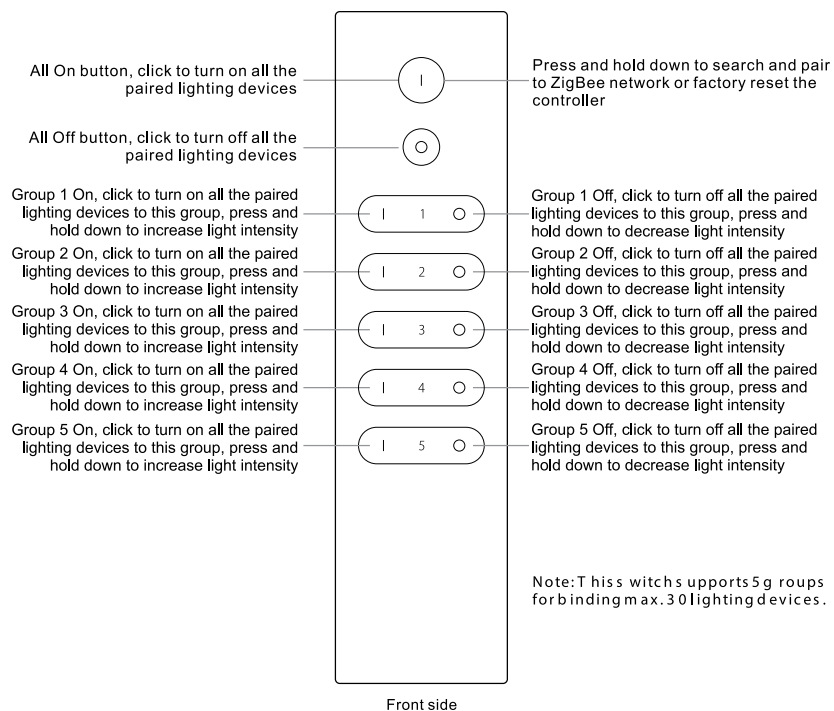 All On button, click to turn on all the
paired lighting devices
I
Press and hold down to search and pair
to ZigBee network or factory reset the
controller
All Off button, click to turn off all the
paired lighting devices
Group 1 On, click to turn on all the paired
lighting devices to this group, press and
hold down to increase light intensity
I 1 O
Group 1 Off, click to turn off all the paired
lighting devices to this group, press and
hold down to decrease light intensity
Group 2 On, click to turn on all the paired
lighting devices to this group, press and
hold down to increase light intensity
I 2 O
Group 2 Off, click to turn off all the paired
lighting devices to this group, press and
hold down to decrease light intensity
Group 3 On, click to turn on all the paired
lighting devices to this group, press and
hold down to increase light intensity
I 3 O
Group 3 Off, click to turn off all the paired
lighting devices to this group, press and
hold down to decrease light intensity
Group 4 On, click to turn on all the paired
lighting devices to this group, press and
hold down to increase light intensity
I 4 O
Group 4 Off, click to turn off all the paired
lighting devices to this group, press and
hold down to decrease light intensity
Group 5 On, click to turn on all the paired
lighting devices to this group, press and
hold down to increase light intensity
I 5 O
Group 5 Off, click to turn off all the paired
lighting devices to this group, press and
hold down to decrease light intensity
Note: This switch supports 5 groups
for binding max. 30 lighting devices.
Front side